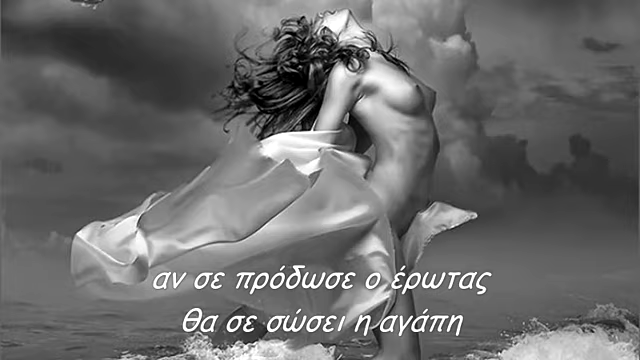 αν σε πρόδωσε ο έρωτας
θα σε σώσει η αγάπη